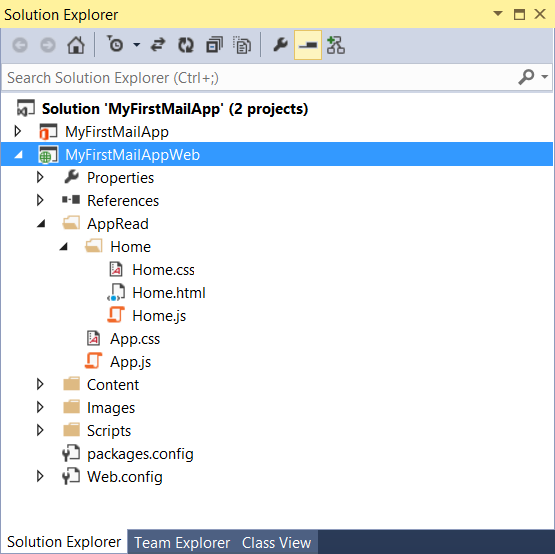 Solution Explorer
Search Solution Explorer (Ctrl+;)
Solution 'MyFirstMailApp' (2 projects)
MyFirstMailApp
MyFirstMailAppWeb
Properties
References
AppRead
Home
Home.css
Home.html
Home.js
App.css
App.js
Content
Images
Scripts
packages.config
Web.config
Solution Explorer Team Explorer Class View